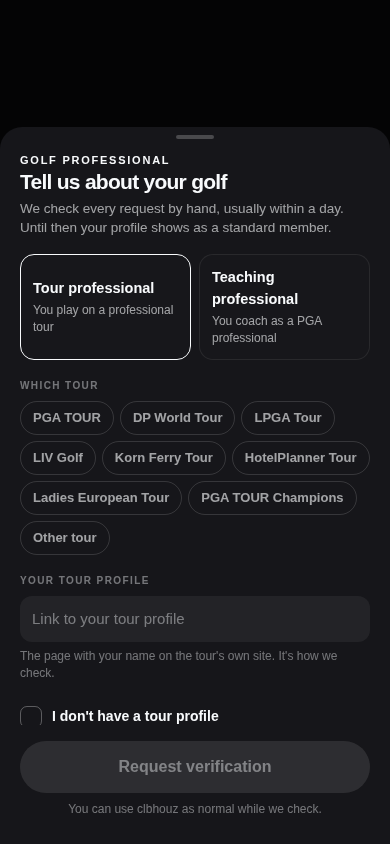 GOLF PROFESSIONAL
Tell us about your golf
We check every request by hand, usually within a day.
Until then your profile shows as a standard member.
Tour professional
You play on a professional
tour
Teaching
professional
You coach as a PGA
professional
WHICH TOUR
PGA TOUR
DP World Tour
LPGA Tour
LIV Golf
Korn Ferry Tour
HotelPlanner Tour
Ladies European Tour
PGA TOUR Champions
Other tour
YOUR TOUR PROFILE
Link to your tour profile
The page with your name on the tour's own site. It's how we
check.
I don't have a tour profile
Request verification
You can use clbhouz as normal while we check.